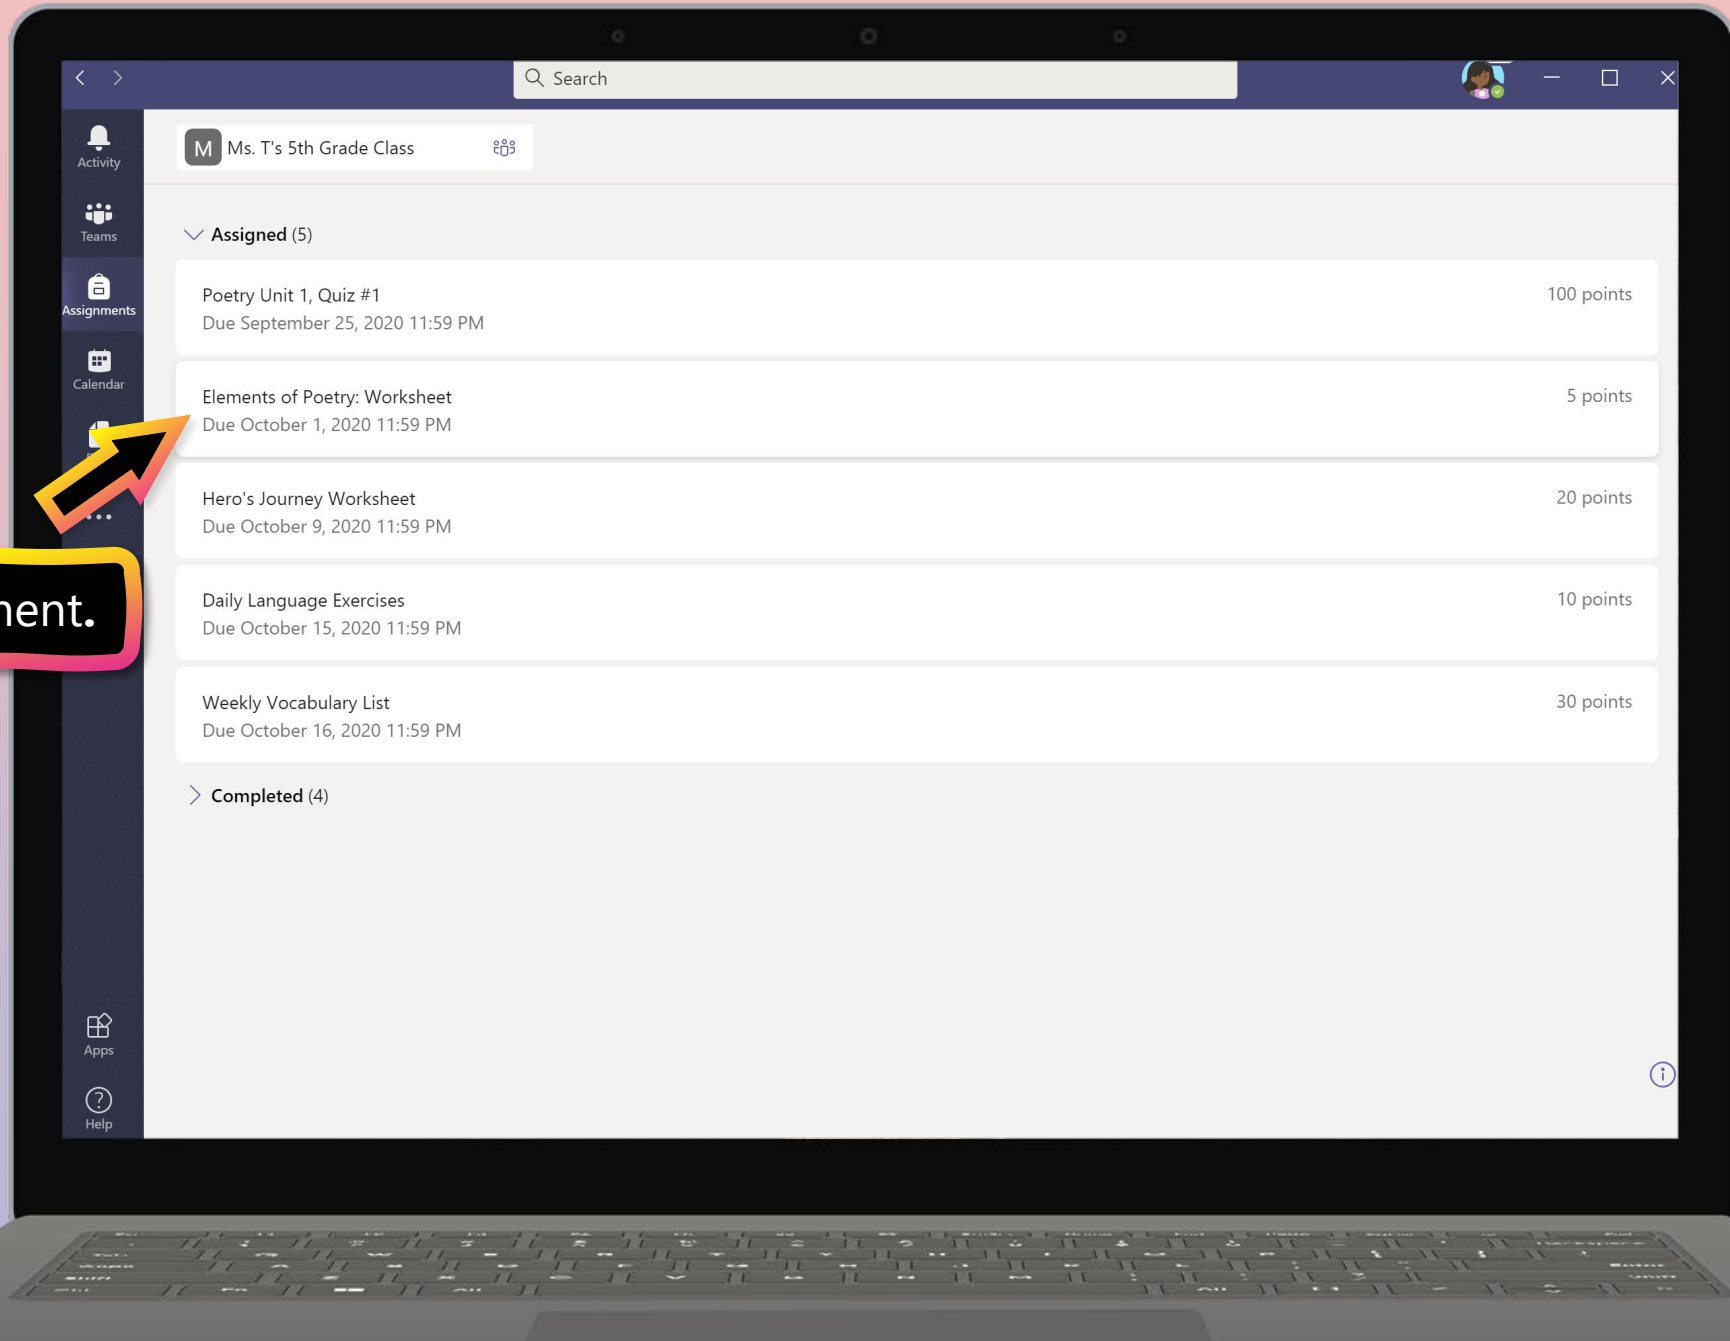 Search
Activity
Teams
Assignments
Calendar
Apps
Help
M Ms. T's 5th Grade Class
Assigned (5)
Poetry Unit 1, Quiz #1
100 points
Due September 25, 2020 11:59 PM
Elements of Poetry: Worksheet
5 points
Due October 1, 2020 11:59 PM
Hero's Journey Worksheet
20 points
Due October 9, 2020 11:59 PM
Daily Language Exercises
10 points
Due October 15, 2020 11:59 PM
Weekly Vocabulary List
30 points
Due October 16, 2020 11:59 PM
Completed (4)